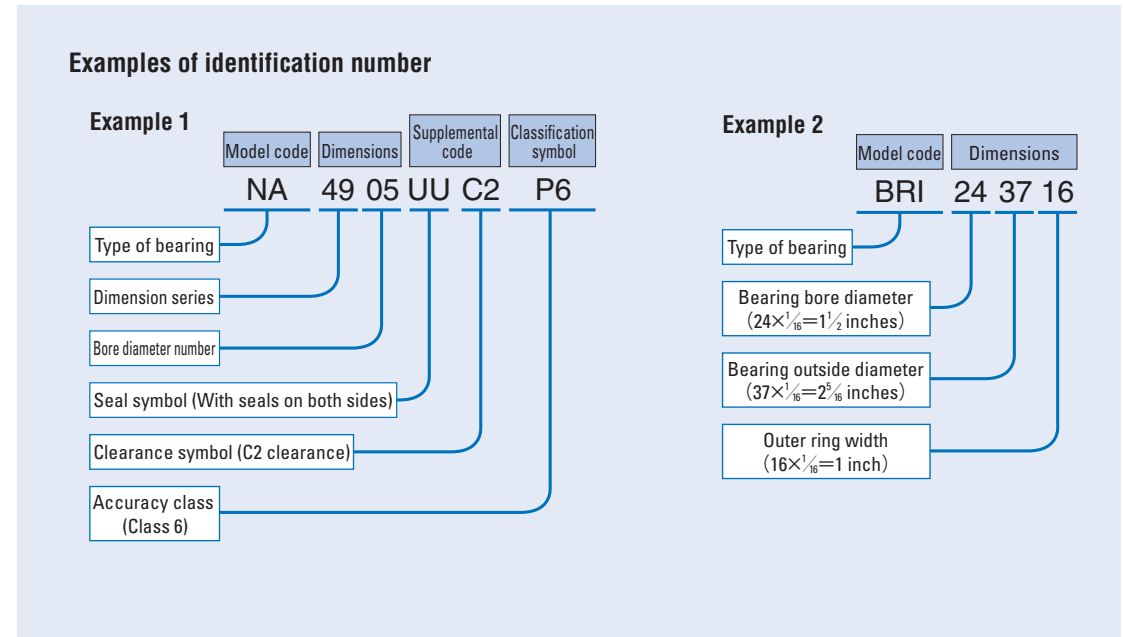 Examples of identification number
Example 1
Model code
Dimensions
Supplemental
code
Classification
symbol
NA 49 05 UU C2 P6
Type of bearing
Dimension series
Bore diameter number
Seal symbol (With seals on both sides)
Clearance symbol (C2 clearance)
Accuracy class
(Class 6)
Example 2
Model code
Dimensions
BRI 24 37 16
Type of bearing
Bearing bore diameter
(24×1⁄16=1 1⁄2 inches)
Bearing outside diameter
(37×1⁄16=2 5⁄16 inches)
Outer ring width
(16×1⁄16=1 inch)